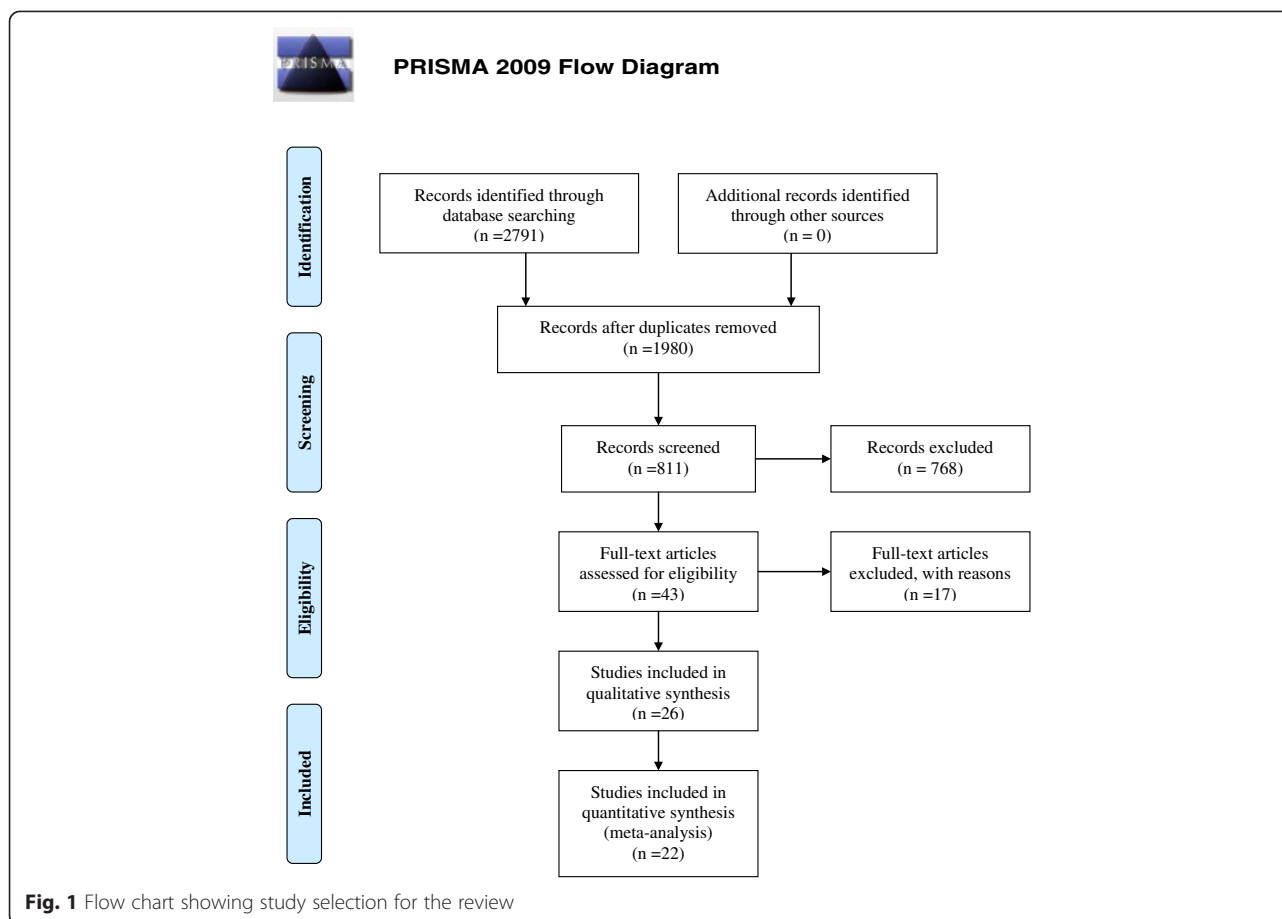 PRISMA
PRISMA 2009 Flow Diagram
Identification
Records identified through
database searching
(n =2791)
Additional records identified
through other sources
(n = 0)
Records after duplicates removed
(n =1980)
Screening
Records screened
(n =811)
Records excluded
(n = 768)
Eligibility
Full-text articles
assessed for eligibility
(n =43)
Full-text articles
excluded, with reasons
(n =17)
Studies included in
qualitative synthesis
(n =26)
Included
Studies included in
quantitative synthesis
(meta-analysis)
(n =22)
Fig. 1 Flow chart showing study selection for the review